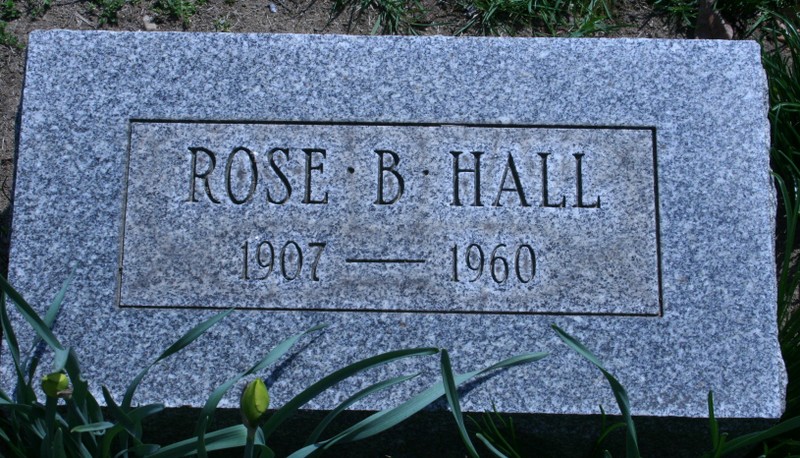 ROSE · B · HALL
1907 — 1960